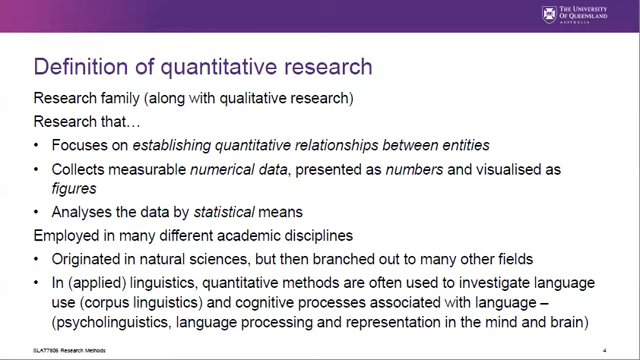 THE UNIVERSITY
OF QUEENSLAND
AUSTRALIA
Definition of quantitative research
Research family (along with qualitative research)
Research that…
• Focuses on establishing quantitative relationships between entities
• Collects measurable numerical data, presented as numbers and visualised as
figures
• Analyses the data by statistical means
Employed in many different academic disciplines
• Originated in natural sciences, but then branched out to many other fields
• In (applied) linguistics, quantitative methods are often used to investigate language
use (corpus linguistics) and cognitive processes associated with language –
(psycholinguistics, language processing and representation in the mind and brain)
SLAT7806 Research Methods
4